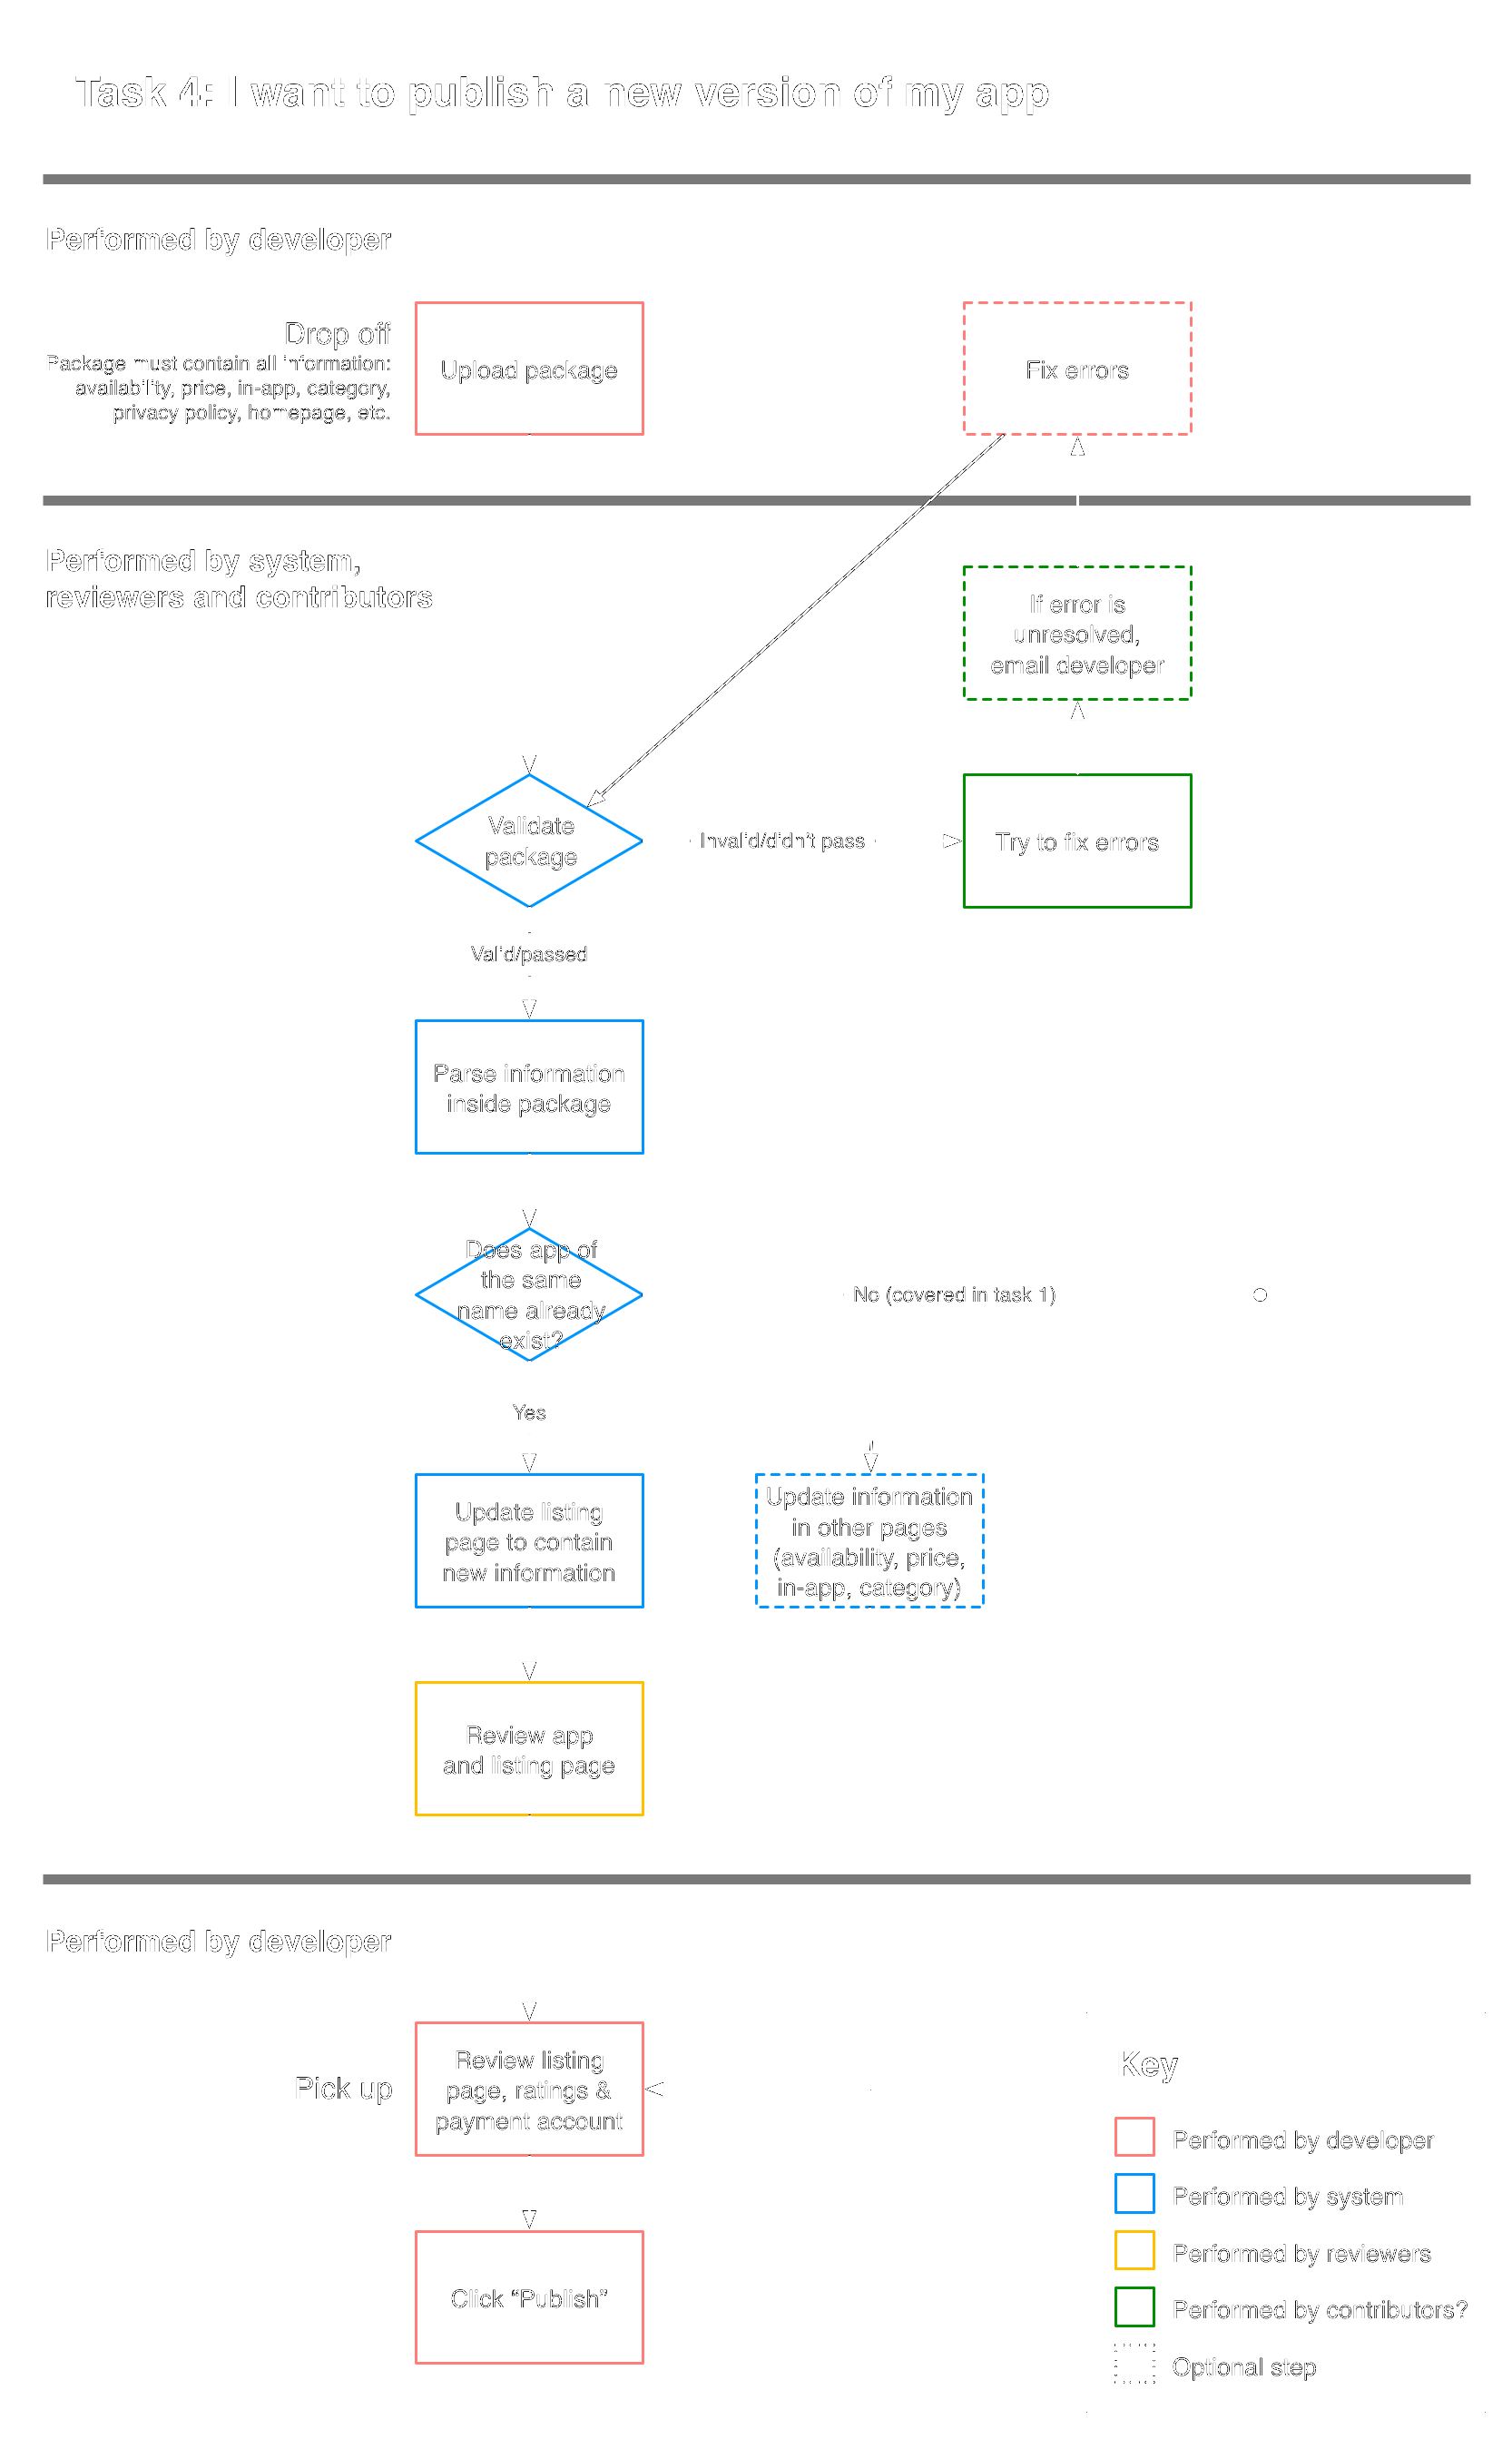 Task 4: I want to publish a new version of my app
Performed by developer
Drop off
Package must contain all information:
availability, price, in-app, category,
privacy policy, homepage, etc.
Upload package
Fix errors
Performed by system,
reviewers and contributors
If error is
unresolved,
email developer
Validate
package
Invalid/didn't pass
Try to fix errors
Valid/passed
Parse information
inside package
Does app of
the same
name already
exist?
No (covered in task 1)
Yes
Update listing
page to contain
new information
Update information
in other pages
(availability, price,
in-app, category)
Review app
and listing page
Performed by developer
Pick up
Review listing
page, ratings &
payment account
Click “Publish”
Key
Performed by developer
Performed by system
Performed by reviewers
Performed by contributors?
Optional step